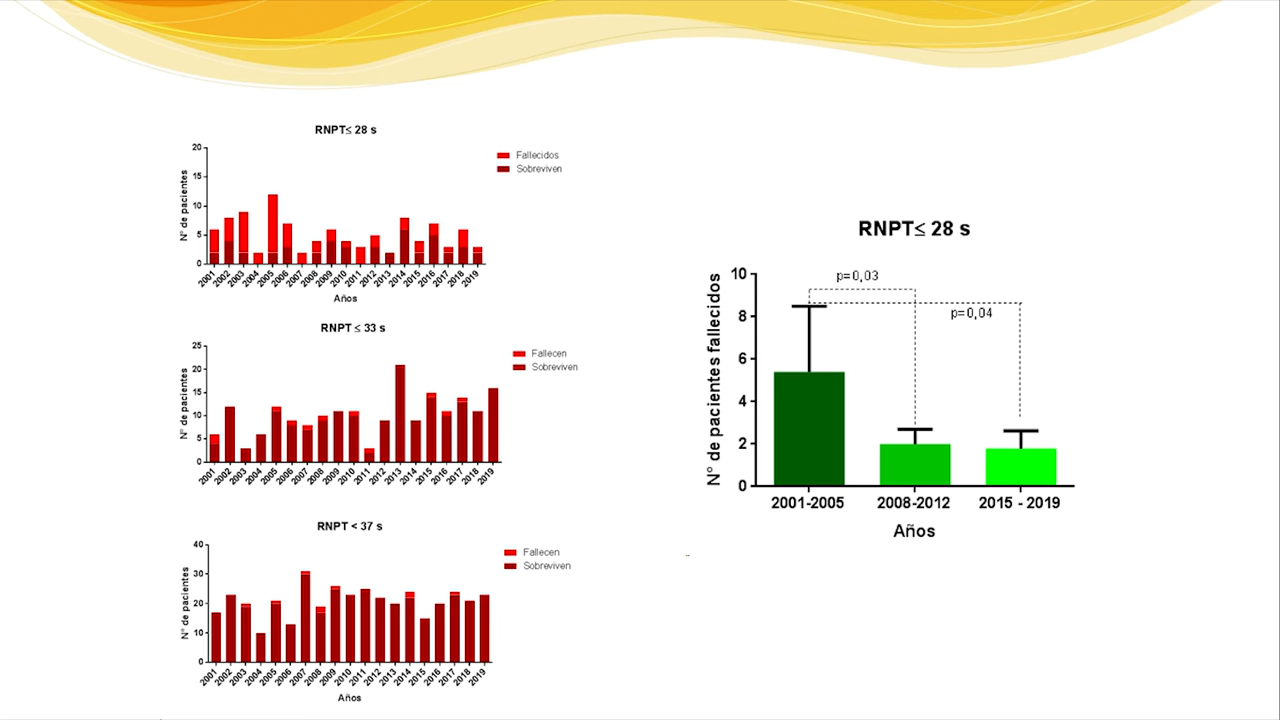 RNPT≤ 28 s
20
15
10
5
0
N° de pacientes
2001 2002 2003 2004 2005 2006 2007 2008 2009 2010 2011 2012 2013 2014 2015 2016 2017 2018 2019
Años
Fallecidos
Sobreviven
RNPT ≤ 33 s
25
20
15
10
5
0
N° de pacientes
2001 2002 2003 2004 2005 2006 2007 2008 2009 2010 2011 2012 2013 2014 2015 2016 2017 2018 2019
Fallecen
Sobreviven
RNPT < 37 s
40
30
20
10
0
N° de pacientes
2001 2002 2003 2004 2005 2006 2007 2008 2009 2010 2011 2012 2013 2014 2015 2016 2017 2018 2019
Años
Fallecen
Sobreviven
RNPT≤ 28 s
10
8
6
4
2
0
N° de pacientes fallecidos
p=0,03
p=0,04
2001-2005 2008-2012 2015 - 2019
Años